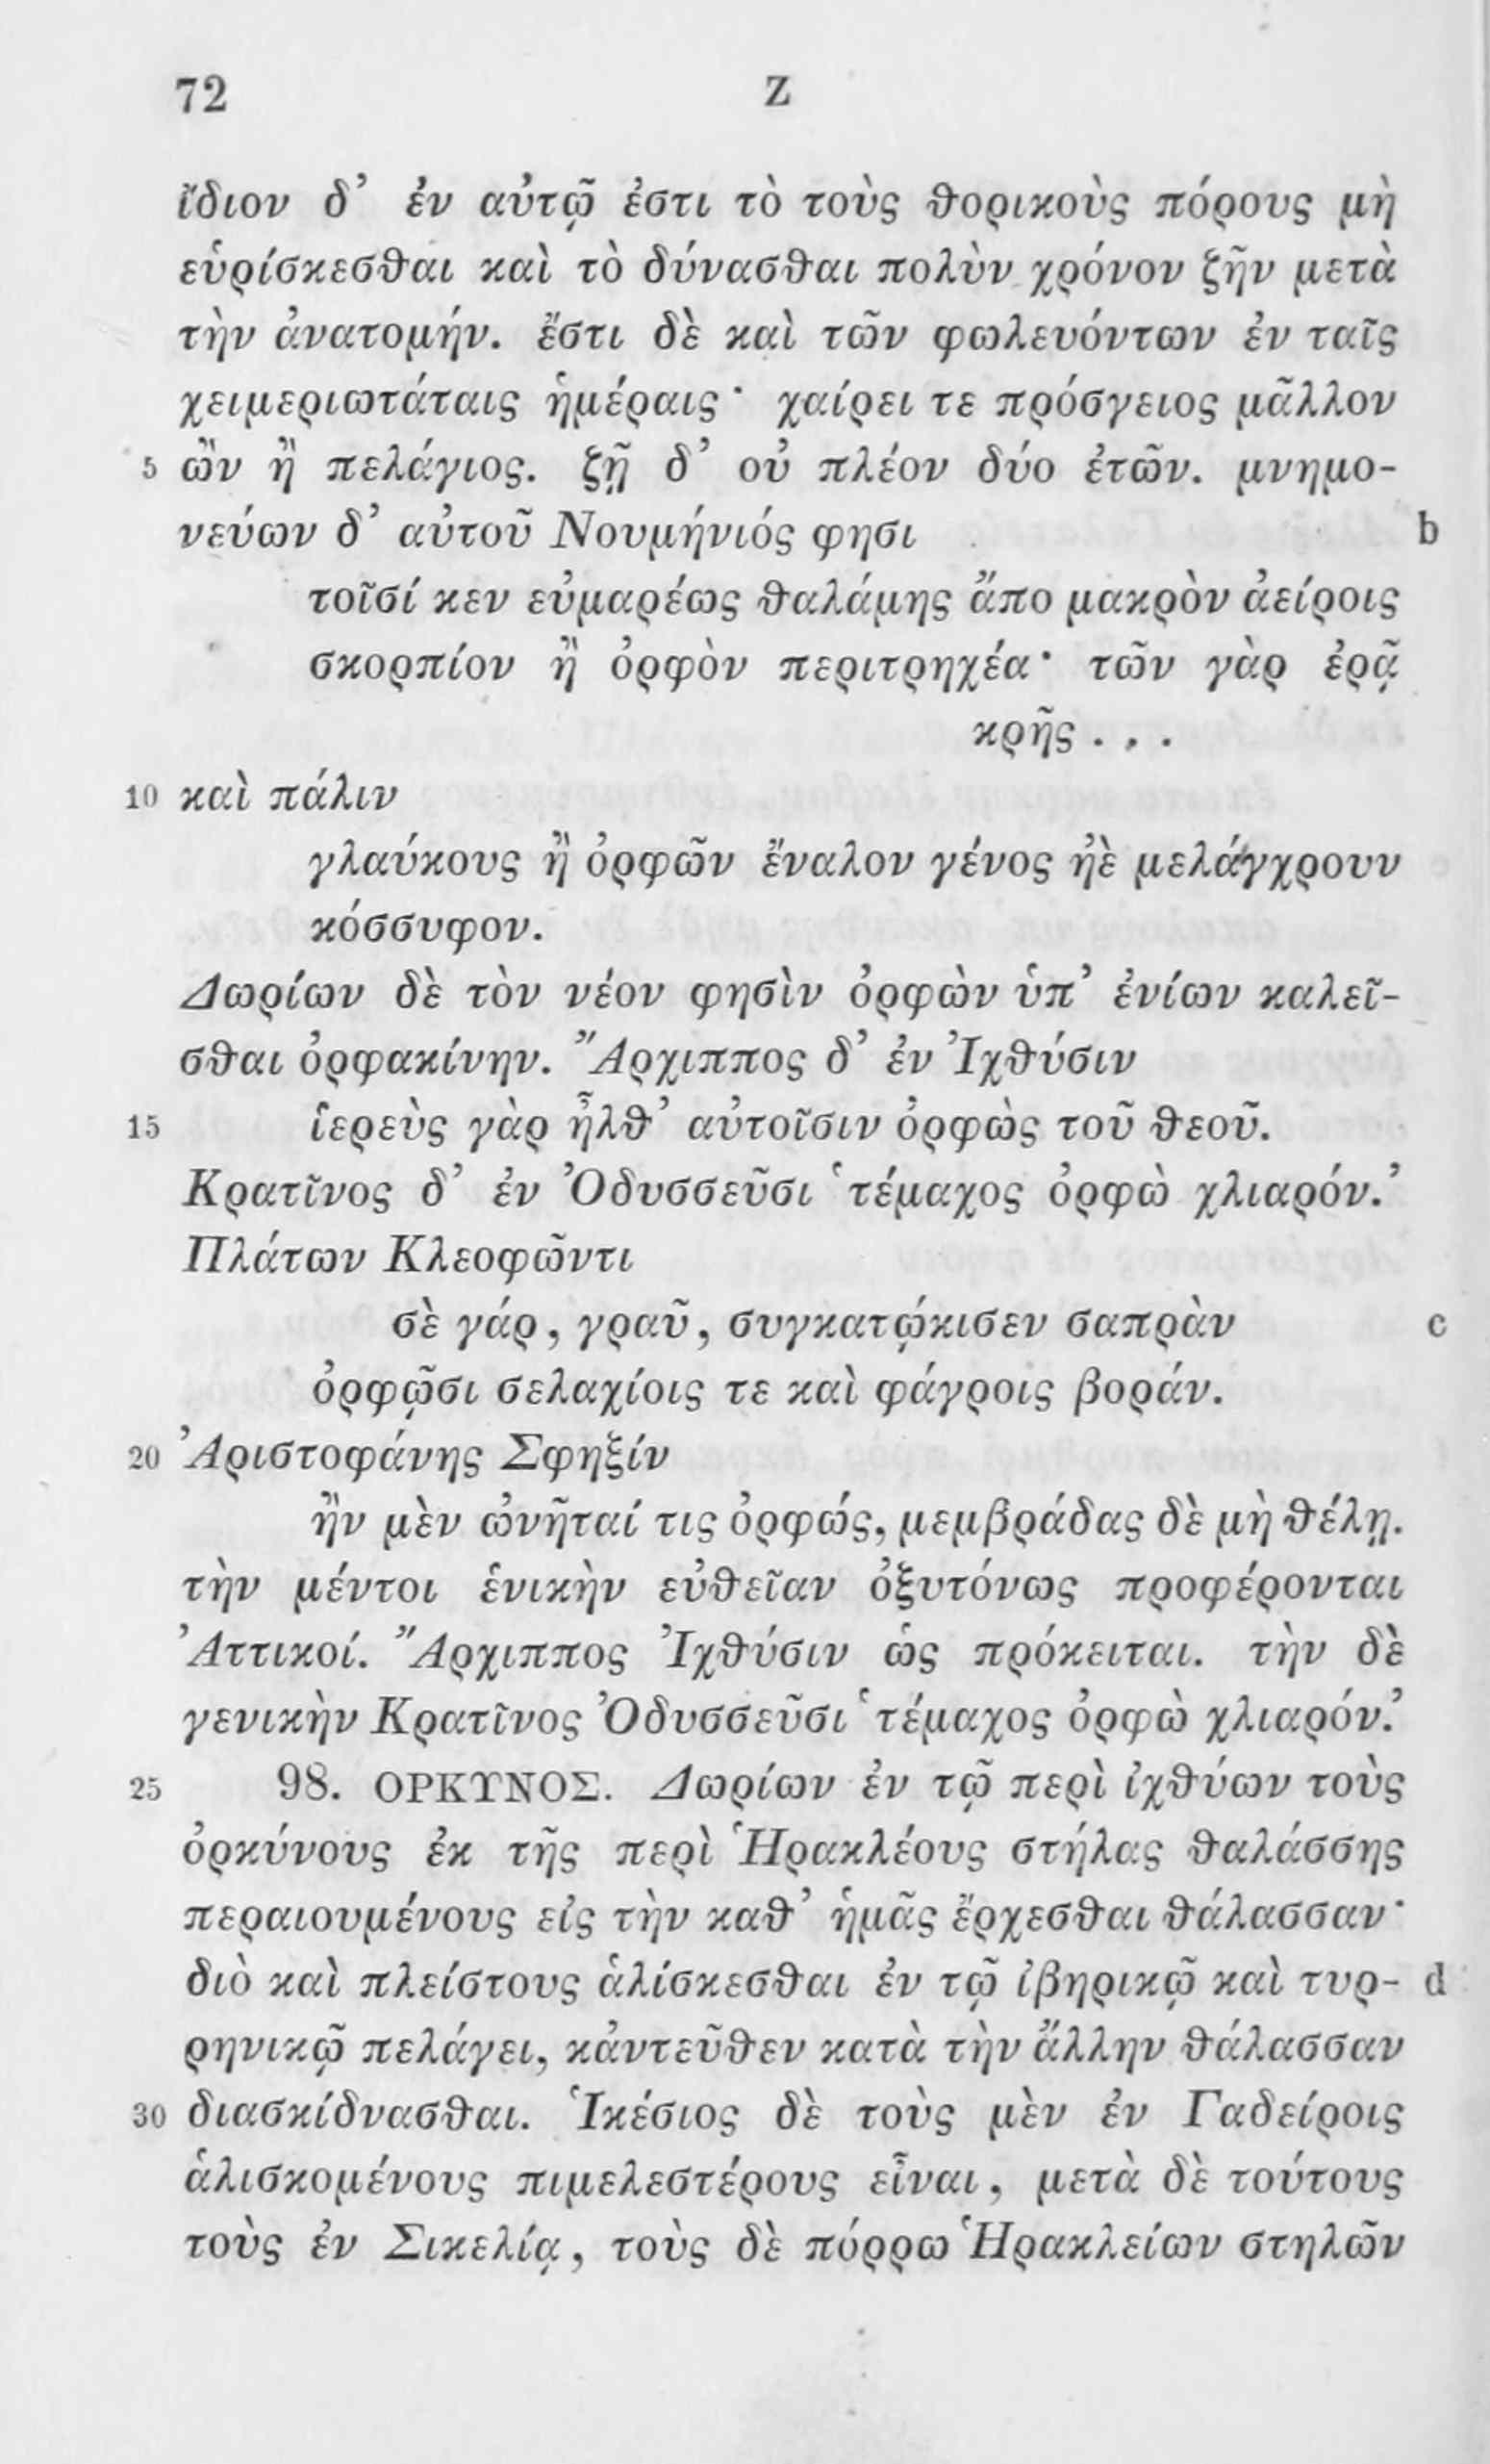 72 Z
ἴδιον δ’ ἐν αὐτῷ ἐστι τὸ τοὺς θορικοὺς πόρους μὴ
εὑρίσκεσθαι καὶ τὸ δύνασθαι πολὺν χρόνον ζῆν μετὰ
τὴν ἀνατομήν. ἔστι δὲ καὶ τῶν φωλευόντων ἐν ταῖς
χειμεριωτάταις ἡμέραις· χαίρει τε πρόσγειος μᾶλλον
5 ὢν ἢ πελάγιος. ζῇ δ’ οὐ πλέον δύο ἐτῶν. μνημο-
νεύων δ’ αὐτοῦ Νουμήνιός φησι b
τοῖσί κεν εὐμαρέως θαλάμης ἄπο μακρὸν ἀείροις
σκορπίον ἢ ὀρφὸν περιτρηχέα· τῶν γὰρ ἐρᾷ
κρῆς . . .
10 καὶ πάλιν
γλαύκους ἢ ὀρφῶν ἔναλον γένος ἠὲ μελάγχρουν
κόσσυφον.
Δωρίων δὲ τὸν νέον φησὶν ὀρφὼν ὑπ’ ἐνίων καλεῖ-
σθαι ὀρφακίνην. Ἄρχιππος δ’ ἐν Ἰχθύσιν
15 ἱερεὺς γὰρ ἦλθ’ αὐτοῖσιν ὀρφὼς τοῦ θεοῦ.
Κρατῖνος δ’ ἐν Ὀδυσσεῦσι ‘τέμαχος ὀρφὼ χλιαρόν.’
Πλάτων Κλεοφῶντι
σὲ γάρ, γραῦ, συγκατῴκισεν σαπρὰν c
ὀρφῷσι σελαχίοις τε καὶ φάγροις βοράν.
20 Ἀριστοφάνης Σφηξίν
ἢν μὲν ὠνῆταί τις ὀρφώς, μεμβράδας δὲ μὴ θέλῃ.
τὴν μέντοι ἑνικὴν εὐθεῖαν ὀξυτόνως προφέρονται
Ἀττικοί. Ἄρχιππος Ἰχθύσιν ὡς πρόκειται. τὴν δὲ
γενικὴν Κρατῖνος Ὀδυσσεῦσι ‘τέμαχος ὀρφὼ χλιαρόν.’
25 98. ΟΡΚΥΝΟΣ. Δωρίων ἐν τῷ περὶ ἰχθύων τοὺς
ὀρκύνους ἐκ τῆς περὶ Ἡρακλέους στήλας θαλάσσης
περαιουμένους εἰς τὴν καθ’ ἡμᾶς ἔρχεσθαι θάλασσαν·
διὸ καὶ πλείστους ἁλίσκεσθαι ἐν τῷ ἰβηρικῷ καὶ τυρ- d
ρηνικῷ πελάγει, κἀντεῦθεν κατὰ τὴν ἄλλην θάλασσαν
30 διασκίδνασθαι. Ἱκέσιος δὲ τοὺς μὲν ἐν Γαδείροις
ἁλισκομένους πιμελεστέρους εἶναι, μετὰ δὲ τούτους
τοὺς ἐν Σικελίᾳ, τοὺς δὲ πόρρω Ἡρακλείων στηλῶν